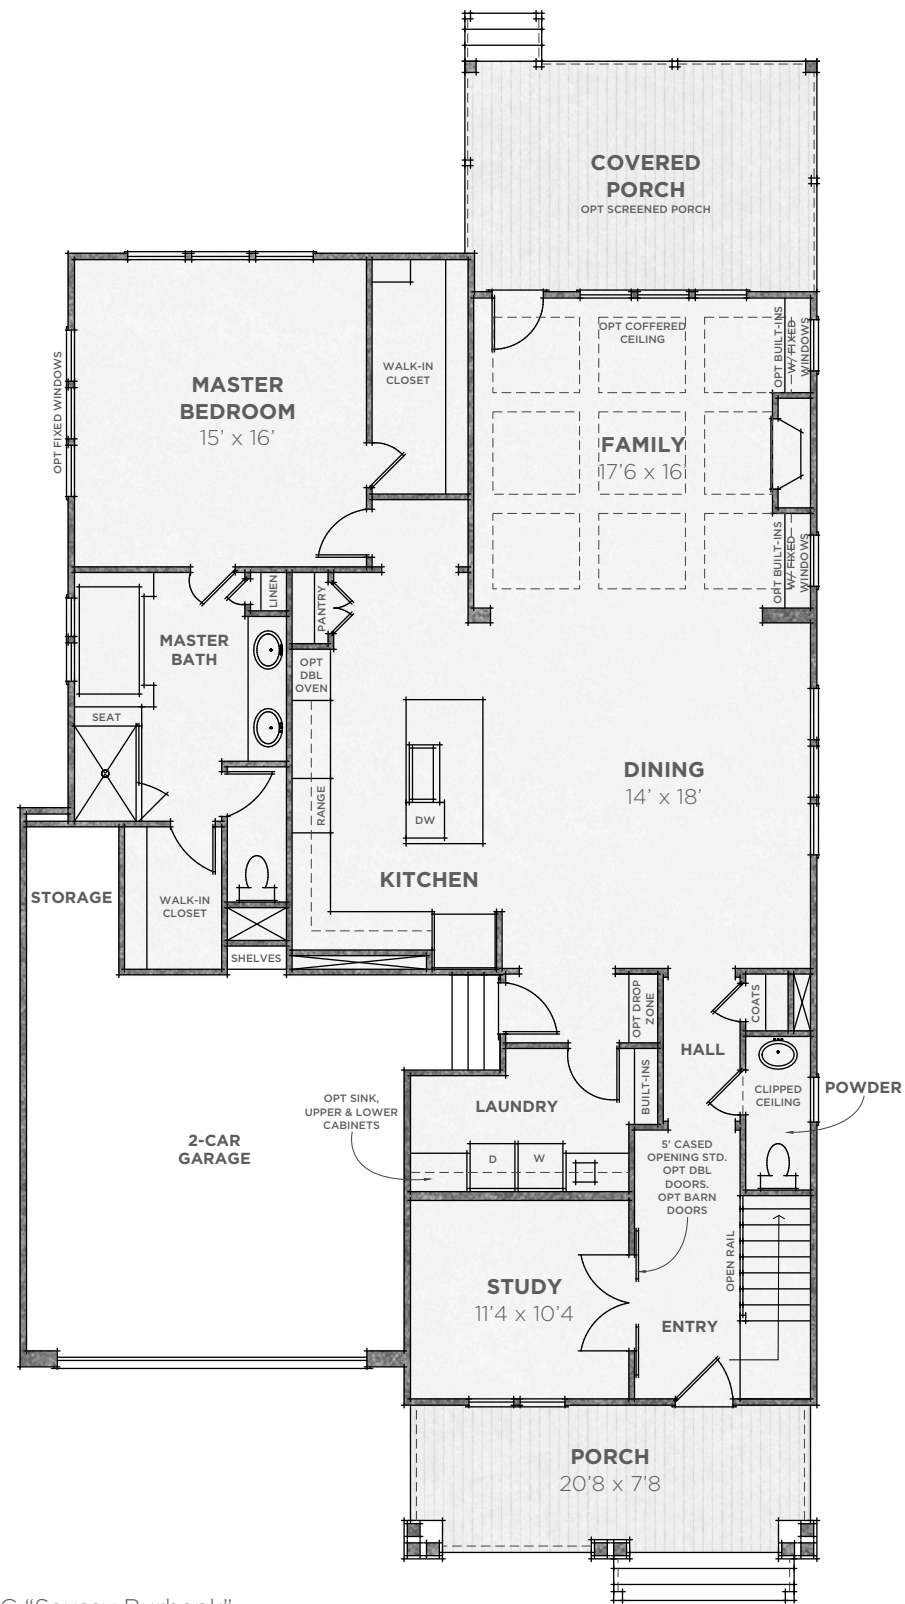 COVERED
PORCH
OPT SCREENED PORCH
OPT COFFERED
CEILING
OPT BUILT-INS
W/ FIXED
WINDOWS
WALK-IN
CLOSET
MASTER
BEDROOM
15’ x 16’
OPT FIXED WINDOWS
FAMILY
17’6 x 16’
OPT BUILT-INS
W/ FIXED
WINDOWS
LINEN
PANTRY
MASTER
BATH
OPT
DBL
OVEN
SEAT
DINING
14’ x 18’
RANGE
DW
KITCHEN
STORAGE
WALK-IN
CLOSET
SHELVES
OPT DROP
ZONE
COATS
HALL
BUILT-INS
CLIPPED
CEILING
POWDER
OPT SINK,
UPPER & LOWER
CABINETS
LAUNDRY
2-CAR
GARAGE
D
W
5’ CASED
OPENING STD.
OPT DBL
DOORS.
OPT BARN
DOORS
OPEN RAIL
STUDY
11’4 x 10’4
ENTRY
PORCH
20’8 x 7’8